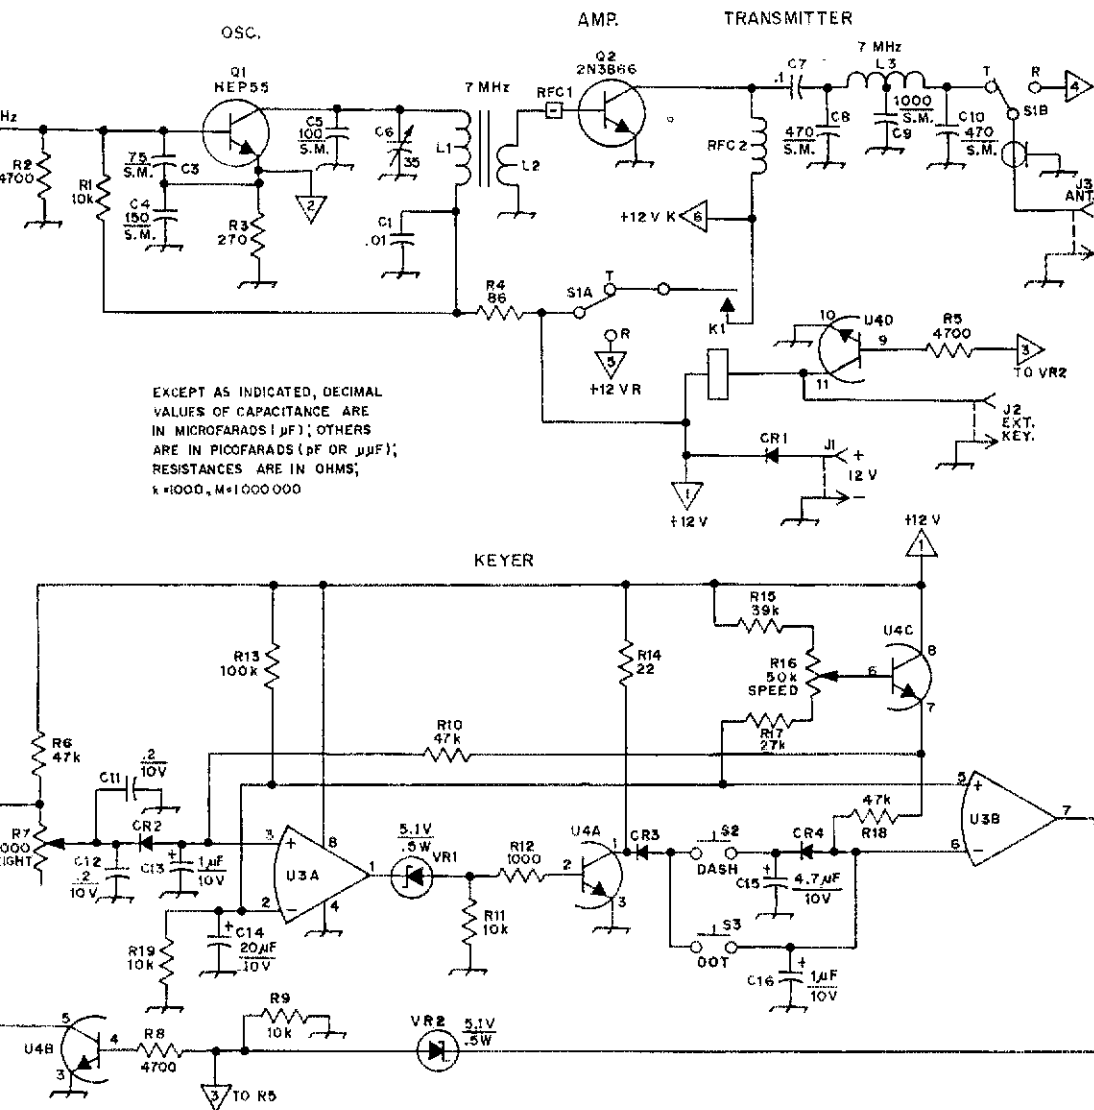 OSC.
AMP.
TRANSMITTER
Q1
HEP55
Q2
2N3866
7 MHz
RFC1
7 MHz
L3
C7
.1
T
R
4
S1B
Hz
R2
4700
R1
10k
75
S.M.
C3
C4
150
S.M.
R3
270
2
C5
100
S.M.
C6
35
L1
L2
C1
.01
RFC2
470
S.M.
C8
1000
S.M.
C9
C10
470
S.M.
J3
ANT.
+12 V K
6
R4
86
S1A
T
R
5
+12 VR
K1
10
U4D
9
11
R5
4700
3
TO VR2
J2
EXT.
KEY.
CR1
J1
+
12 V
-
1
+12 V
EXCEPT AS INDICATED, DECIMAL
VALUES OF CAPACITANCE ARE
IN MICROFARADS (µF); OTHERS
ARE IN PICOFARADS (pF OR µµF);
RESISTANCES ARE IN OHMS;
k=1000, M=1000000
KEYER
+12 V
1
R15
39k
R16
50k
SPEED
R17
27k
U4C
8
6
7
R13
100k
R14
22
R10
47k
R6
47k
R7
000
EIGHT
C11
.2
10V
CR2
C12
.2
10V
C13
+
1µF
10V
3
+
8
U3A
1
2
-
4
5.1V
.5W
VR1
R12
1000
R11
10k
U4A
1
2
3
CR3
S2
DASH
CR4
47k
R18
C15
+
4.7µF
10V
S3
DOT
C16
+
1µF
10V
5
+
U3B
7
6
-
R19
10k
+
C14
20µF
10V
R9
10k
VR2
5.1V
.5W
5
U4B
4
3
R8
4700
3
TO R5